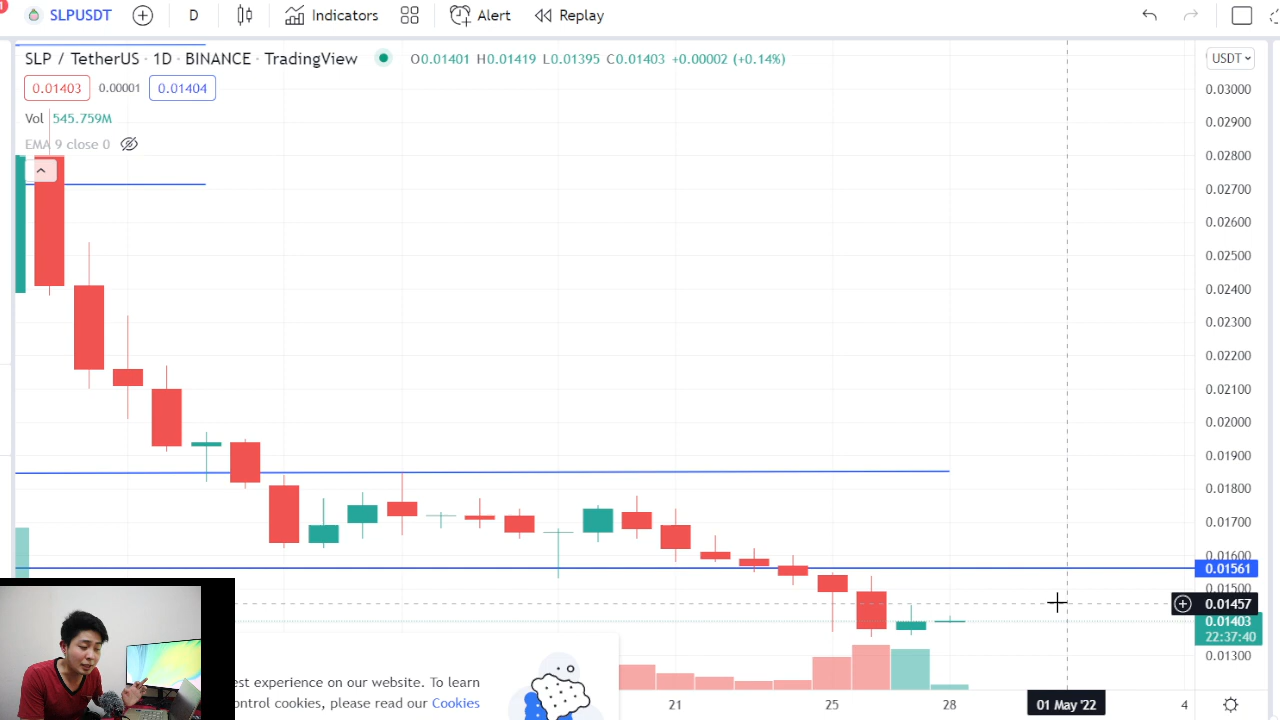 SLPUSDT D Indicators Alert Replay
SLP / TetherUS · 1D · BINANCE · TradingView O0.01401 H0.01419 L0.01395 C0.01403 +0.00002 (+0.14%) USDT
0.01403 0.00001 0.01404
Vol 545.759M
EMA 9 close 0
0.03000
0.02900
0.02800
0.02700
0.02600
0.02500
0.02400
0.02300
0.02200
0.02100
0.02000
0.01900
0.01800
0.01700
0.01600
0.01561
0.01500
0.01457
0.01403
22:37:40
0.01300
est experience on our website. To learn
ontrol cookies, please read our Cookies
21 25 28 01 May '22 4